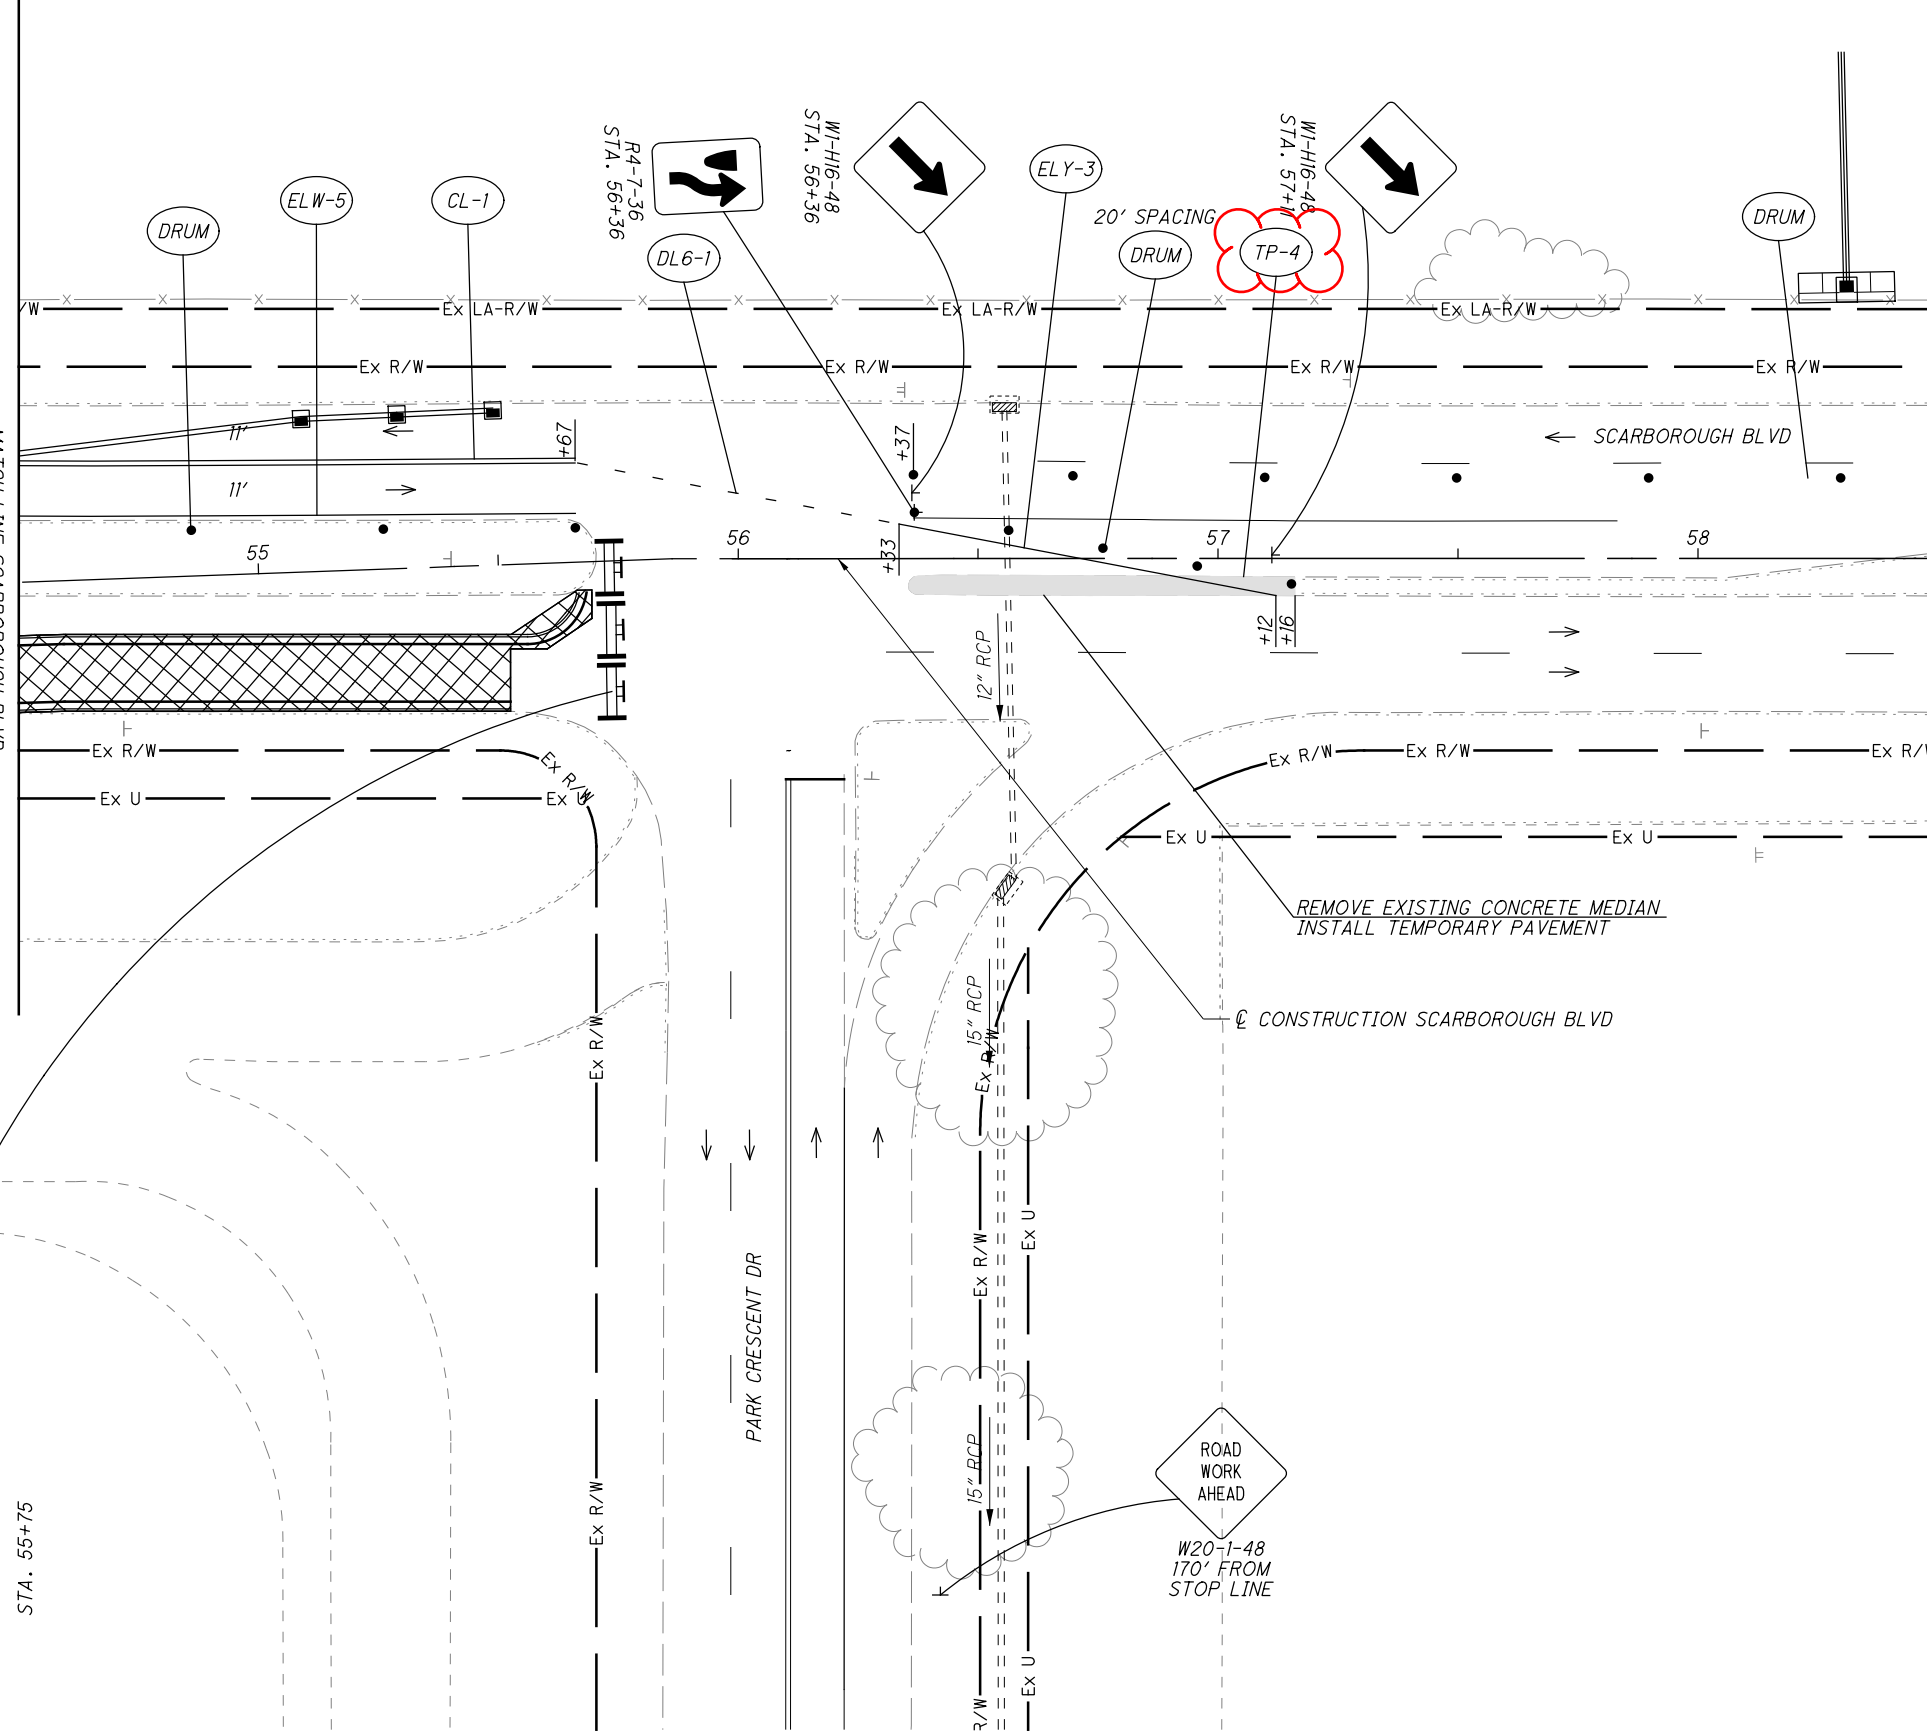 R4-7-36
STA. 56+36
W1-H16-48
STA. 56+36
W1-H16-48
STA. 57+11
DRUM
ELW-5
CL-1
DL6-1
ELY-3
20' SPACING
DRUM
TP-4
DRUM
/W
Ex LA-R/W
Ex LA-R/W
Ex LA-R/W
Ex R/W
Ex R/W
Ex R/W
Ex R/W
11'
+67
+37
SCARBOROUGH BLVD
11'
55
56
+33
57
58
+12
+16
12" RCP
Ex R/W
Ex R/W
Ex R/W
Ex R/W
Ex R/W
Ex U
Ex U
Ex U
Ex U
REMOVE EXISTING CONCRETE MEDIAN
INSTALL TEMPORARY PAVEMENT
15" RCP
℄ CONSTRUCTION SCARBOROUGH BLVD
Ex R/W
Ex R/W
Ex R/W
Ex U
PARK CRESCENT DR
15" RCP
Ex R/W
STA. 55+75
ROAD
WORK
AHEAD
W20-1-48
170' FROM
STOP LINE
Ex U
R/W